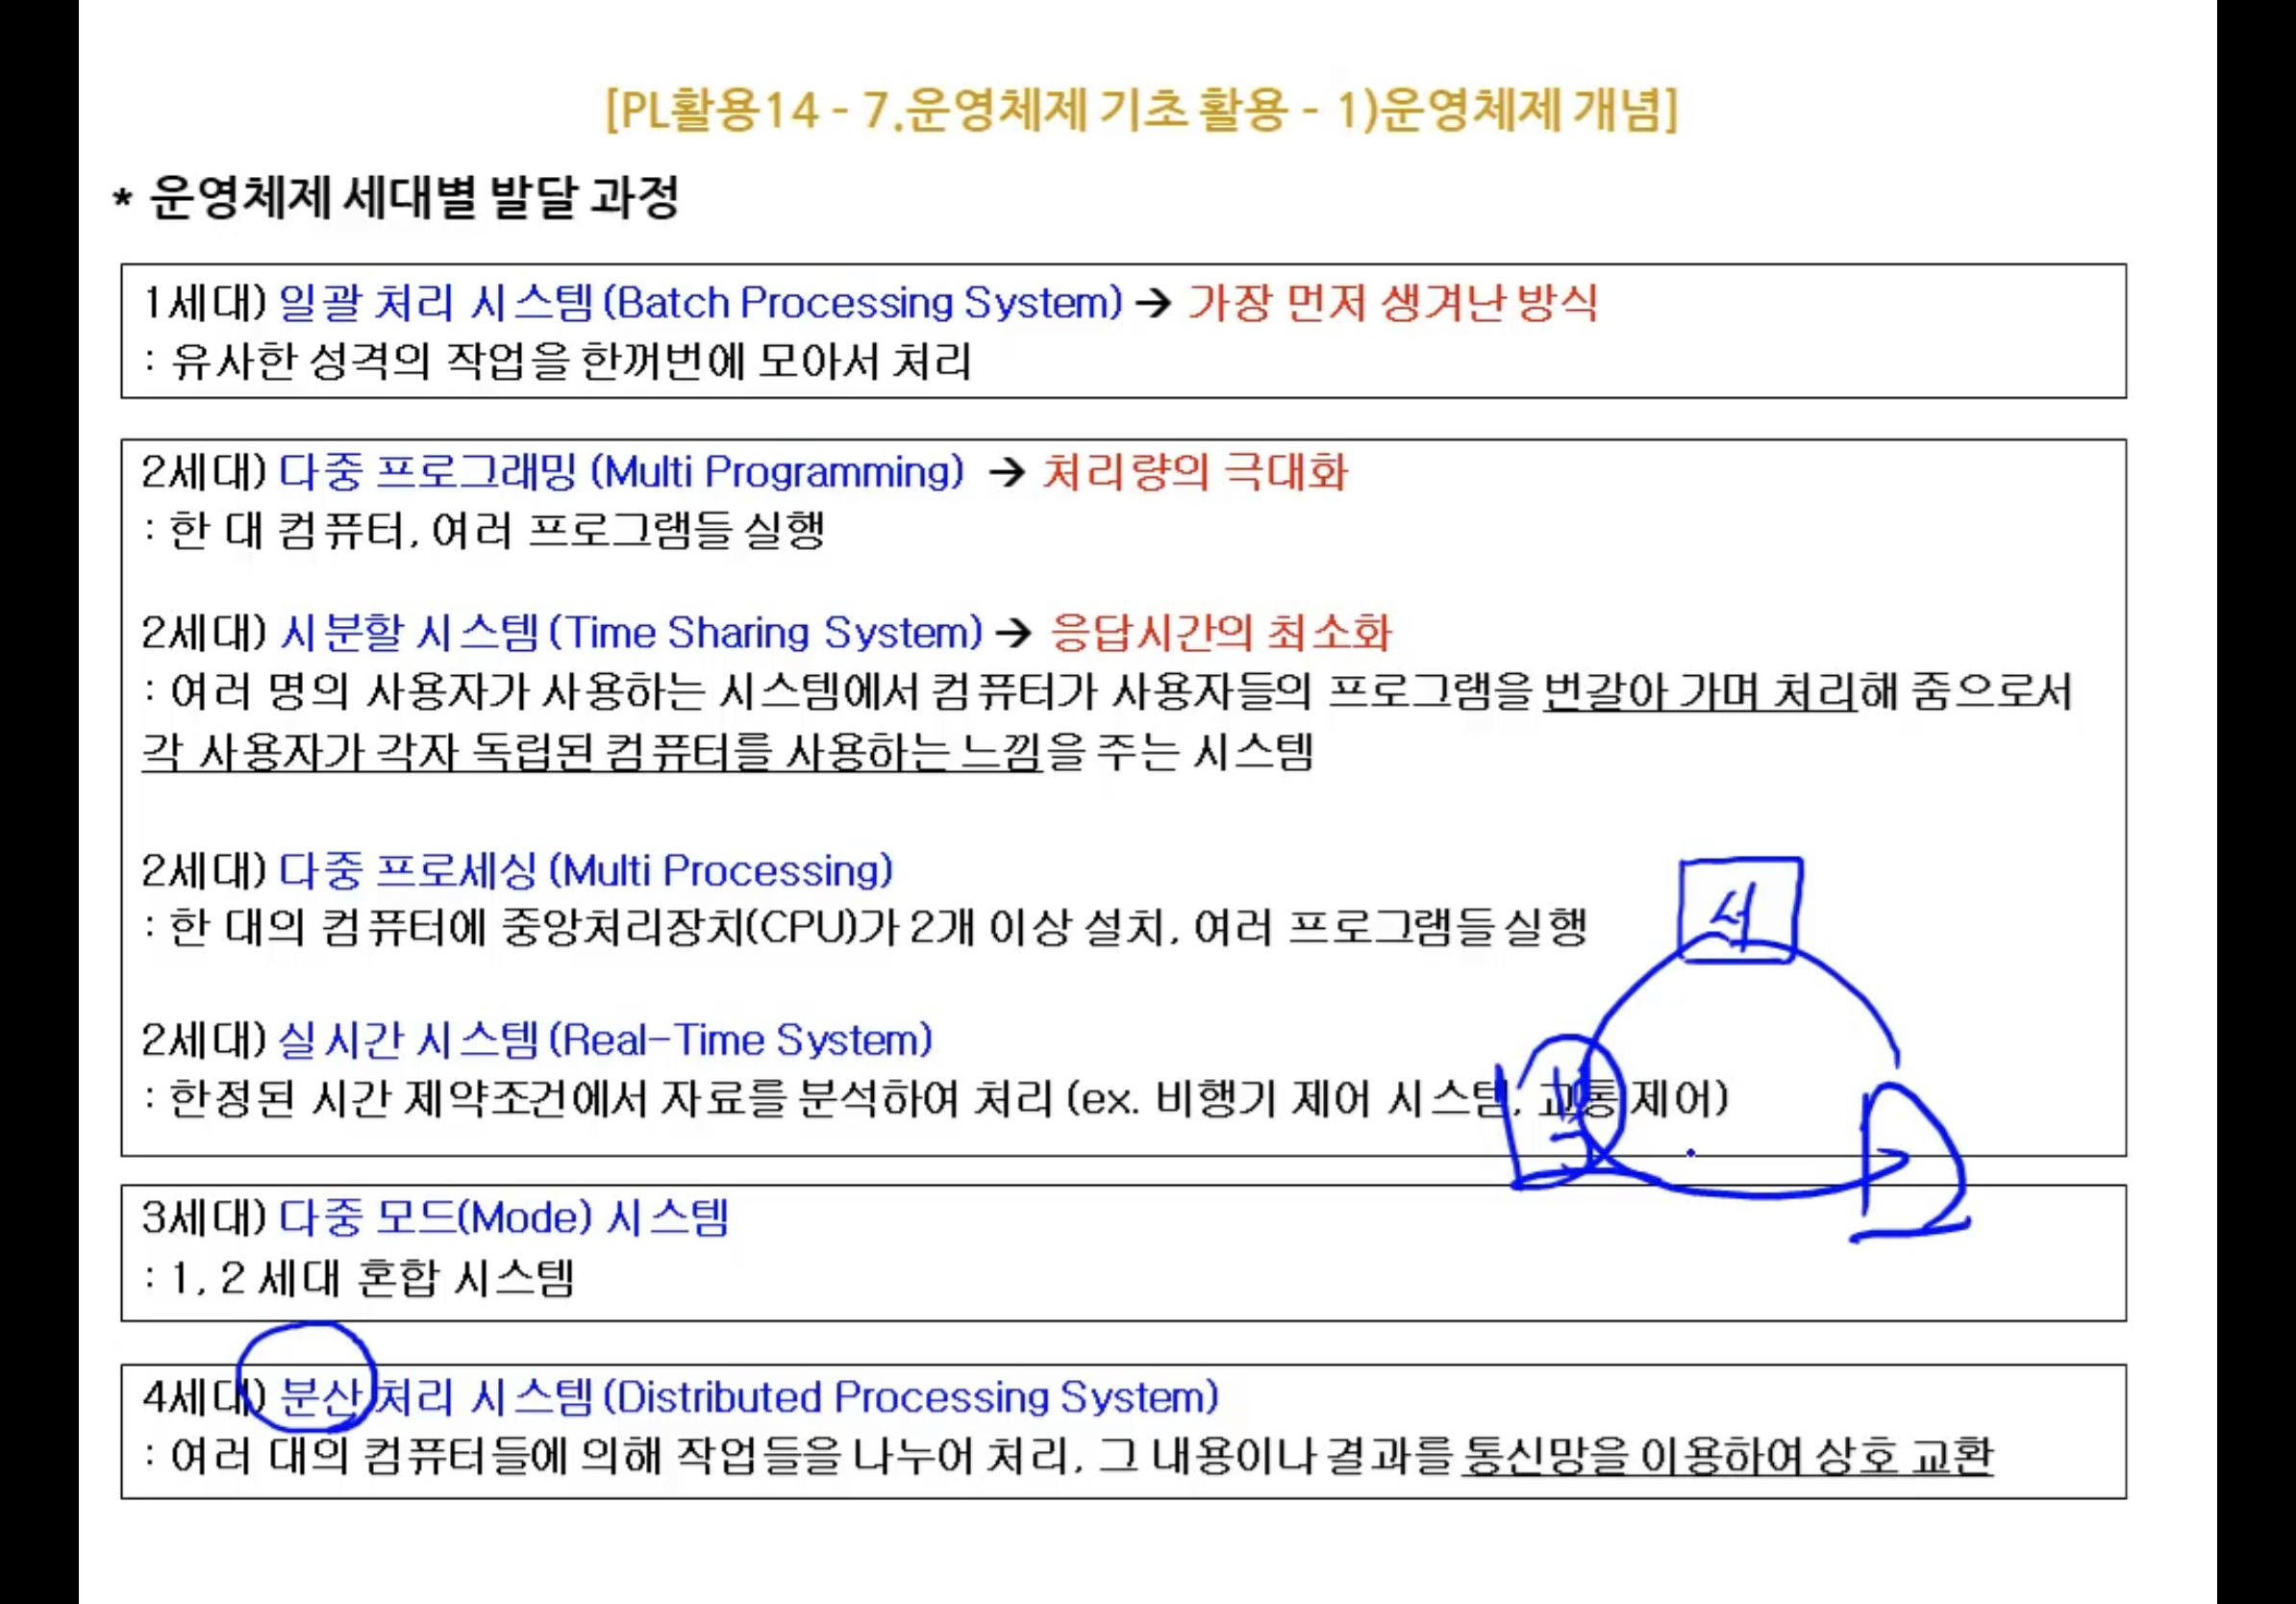 [PL활용14 - 7.운영체제 기초 활용 - 1)운영체제 개념]
* 운영체제 세대별 발달 과정
1세대) 일괄 처리 시스템(Batch Processing System) → 가장 먼저 생겨난 방식
: 유사한 성격의 작업을 한꺼번에 모아서 처리
2세대) 다중 프로그래밍 (Multi Programming) → 처리량의 극대화
: 한 대 컴퓨터, 여러 프로그램들 실행
2세대) 시분할 시스템(Time Sharing System) → 응답시간의 최소화
: 여러 명의 사용자가 사용하는 시스템에서 컴퓨터가 사용자들의 프로그램을 번갈아 가며 처리해 줌으로서
각 사용자가 각자 독립된 컴퓨터를 사용하는 느낌을 주는 시스템
2세대) 다중 프로세싱 (Multi Processing)
: 한 대의 컴퓨터에 중앙처리장치(CPU)가 2개 이상 설치, 여러 프로그램들 실행
서
2세대) 실시간 시스템(Real-Time System)
: 한정된 시간 제약조건에서 자료를 분석하여 처리 (ex. 비행기 제어 시스템, 교통 제어)
3세대) 다중 모드(Mode) 시스템
: 1, 2 세대 혼합 시스템
4세대) 분산 처리 시스템(Distributed Processing System)
: 여러 대의 컴퓨터들에 의해 작업들을 나누어 처리, 그 내용이나 결과를 통신망을 이용하여 상호 교환